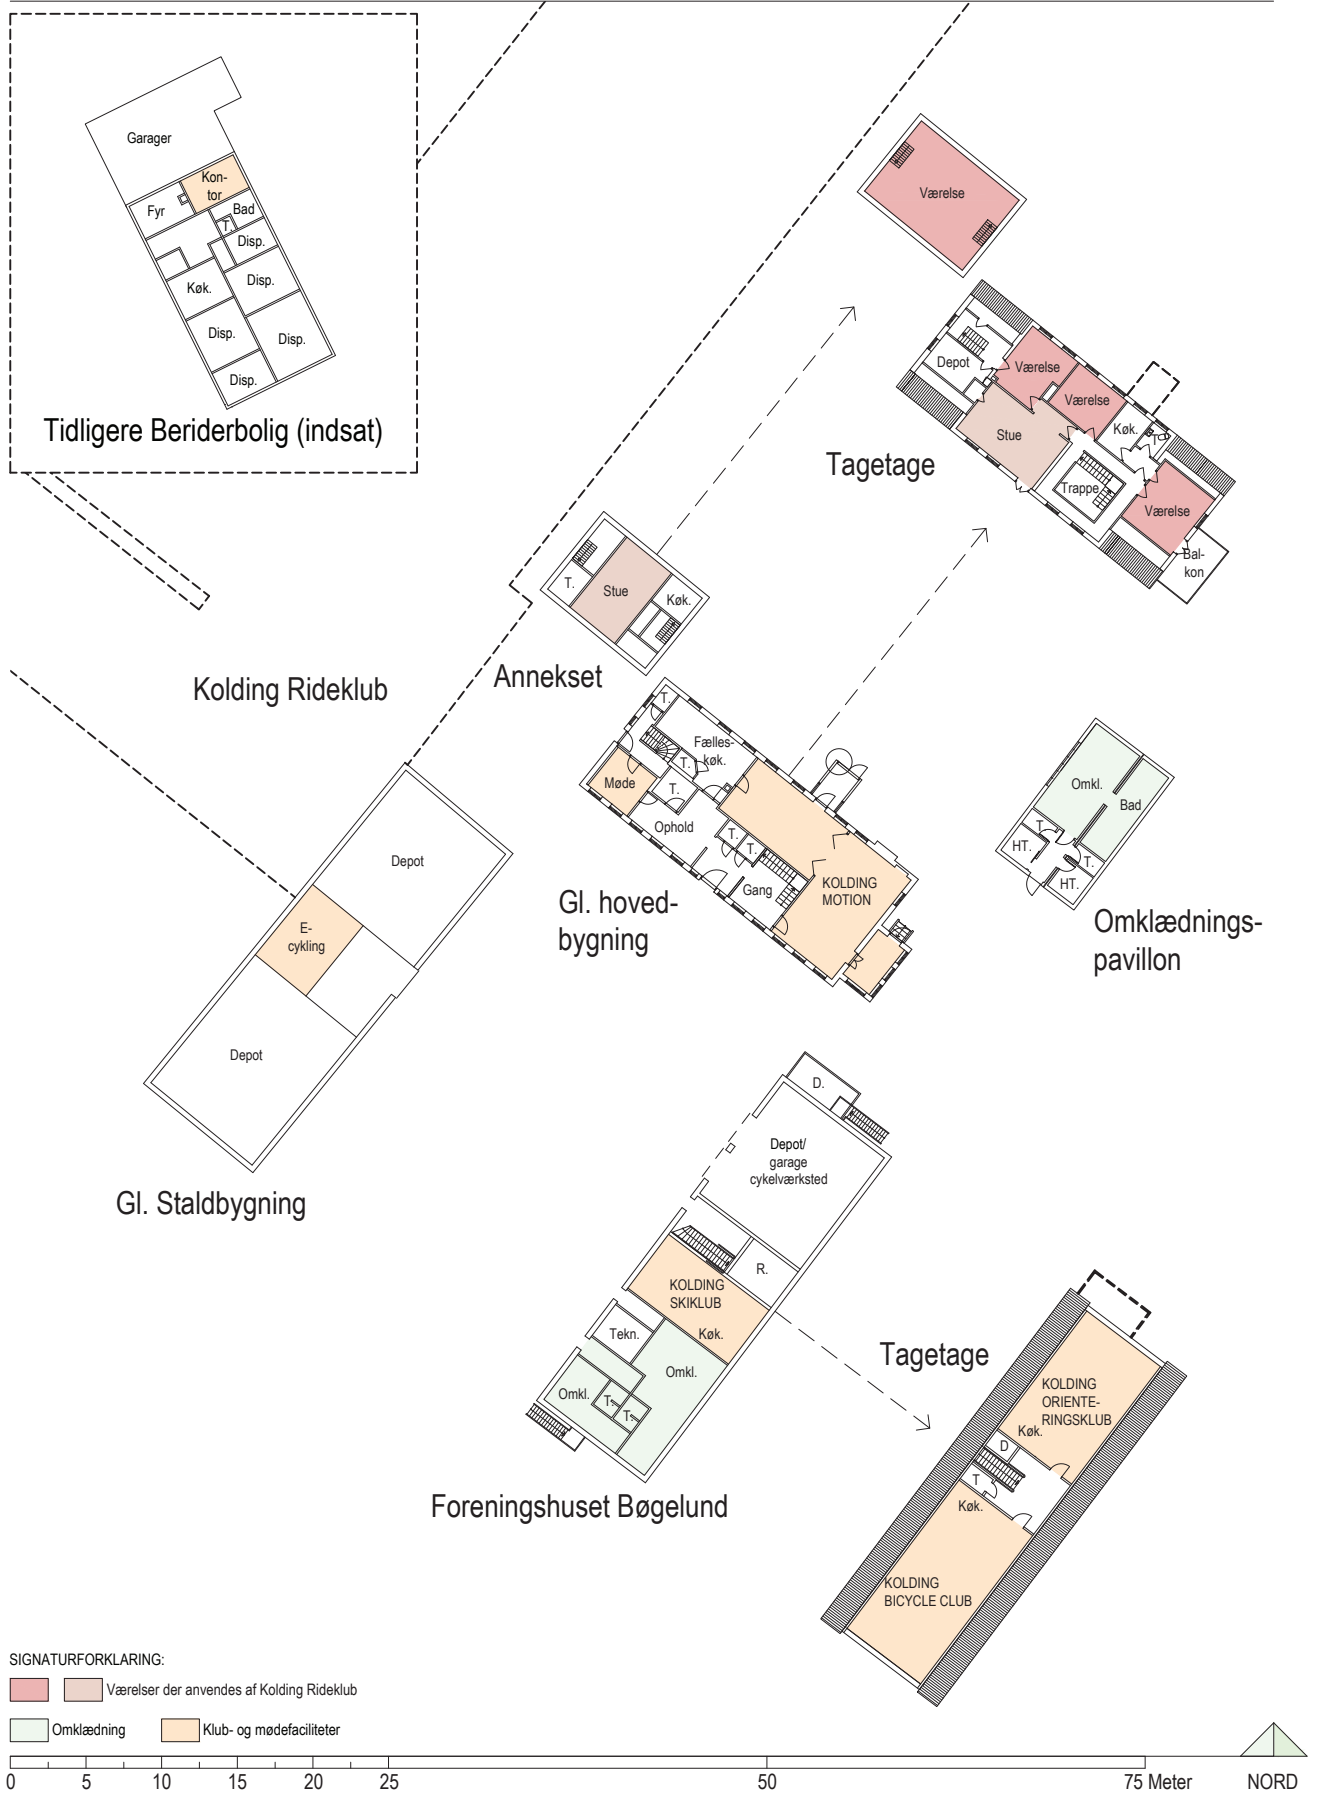 Garager
Kon-
tor
Fyr
Bad
T.
Disp.
Køk.
Disp.
Disp.
Disp.
Disp.
Tidligere Beriderbolig (indsat)
Værelse
Depot
Værelse
Værelse
Stue
Køk.
T
Trappe
Værelse
Bal-
kon
Tagetage
T.
Stue
Køk.
Annekset
Kolding Rideklub
T.
Fælles-
køk.
T.
Møde
T.
Ophold
T.
T.
Gang
KOLDING
MOTION
Gl. hoved-
bygning
Omkl.
Bad
T.
HT.
T.
HT.
Omklædnings-
pavillon
Depot
E-
cykling
Depot
Gl. Staldbygning
D.
Depot/
garage
cykelværksted
R.
KOLDING
SKIKLUB
Køk.
Tekn.
Omkl.
Omkl.
T.
T.
Foreningshuset Bøgelund
Tagetage
KOLDING
ORIENTE-
RINGSKLUB
Køk.
D
T
Køk.
KOLDING
BICYCLE CLUB
SIGNATURFORKLARING:
Værelser der anvendes af Kolding Rideklub
Omklædning
Klub- og mødefaciliteter
0 5 10 15 20 25 50 75 Meter
NORD